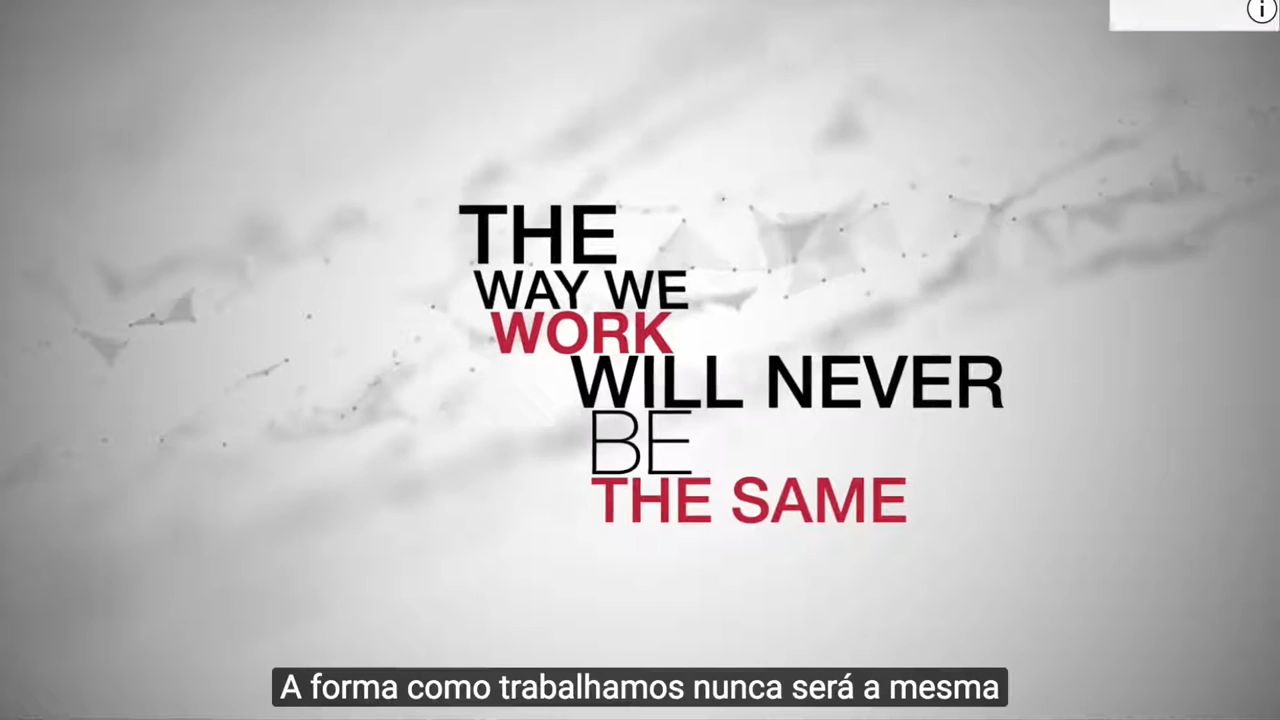 THE
WAY WE
WORK
WILL NEVER
BE
THE SAME
A forma como trabalhamos nunca será a mesma